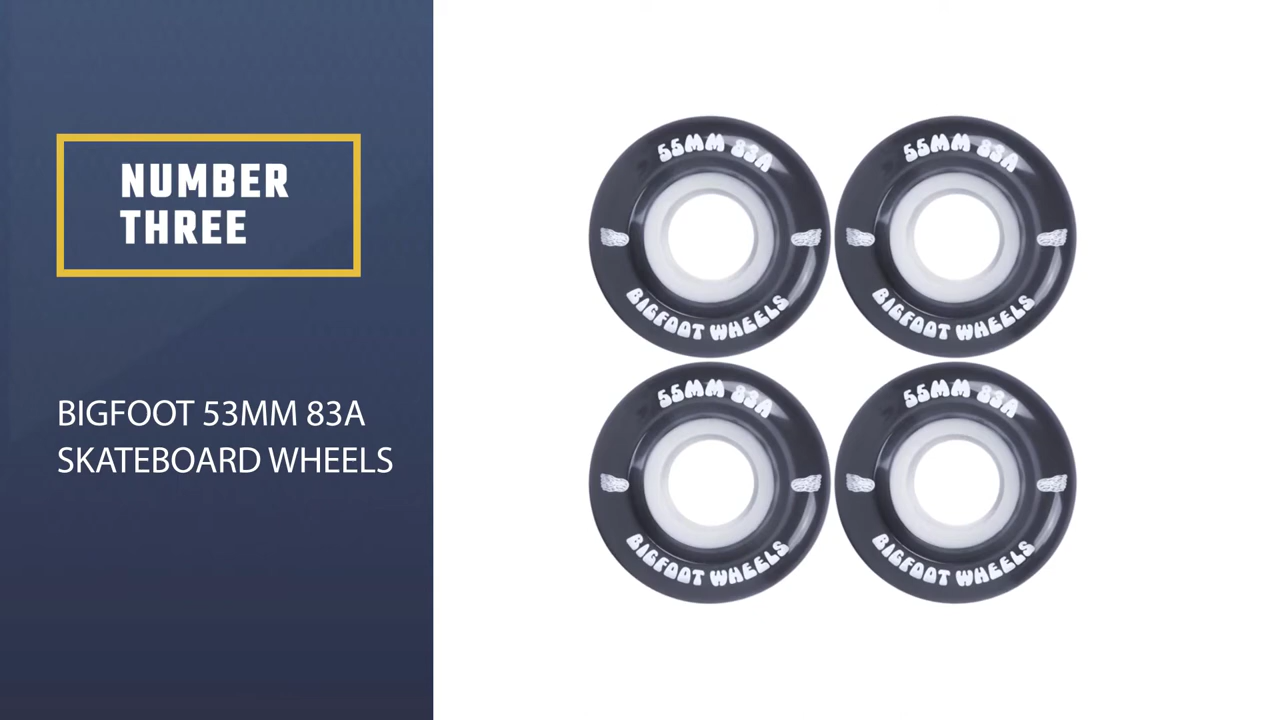 NUMBER
THREE
BIGFOOT 53MM 83A
SKATEBOARD WHEELS
55MM 83A
BIGFOOT WHEELS
55MM 83A
BIGFOOT WHEELS
55MM 83A
BIGFOOT WHEELS
55MM 83A
BIGFOOT WHEELS